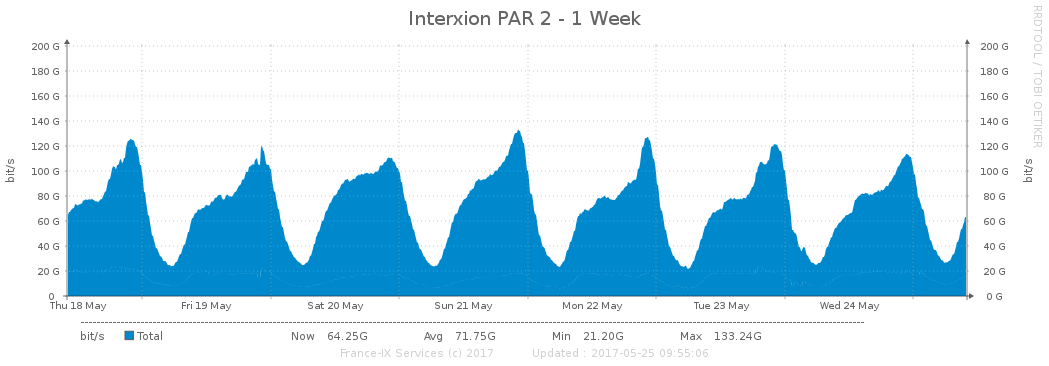 Interxion PAR 2 - 1 Week
RRDTOOL / TOBI OETIKER
bit/s
200 G 200 G
180 G 180 G
160 G 160 G
140 G 140 G
120 G 120 G
100 G 100 G
80 G 80 G
60 G 60 G
40 G 40 G
20 G 20 G
0 0 G
bit/s
Thu 18 May Fri 19 May Sat 20 May Sun 21 May Mon 22 May Tue 23 May Wed 24 May
bit/s Total Now 64.25G Avg 71.75G Min 21.20G Max 133.24G
France-IX Services (c) 2017 Updated : 2017-05-25 09:55:06